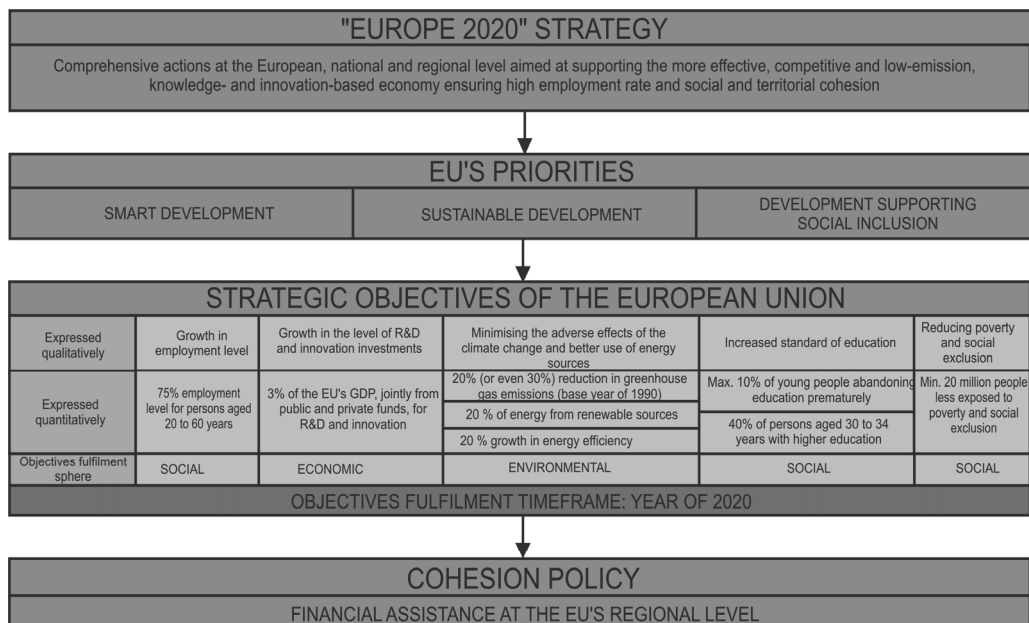 "EUROPE 2020" STRATEGY
Comprehensive actions at the European, national and regional level aimed at supporting the more effective, competitive and low-emission,
knowledge- and innovation-based economy ensuring high employment rate and social and territorial cohesion
EU'S PRIORITIES
SMART DEVELOPMENT
SUSTAINABLE DEVELOPMENT
DEVELOPMENT SUPPORTING
SOCIAL INCLUSION
STRATEGIC OBJECTIVES OF THE EUROPEAN UNION
Expressed
qualitatively
Growth in
employment level
Growth in the level of R&D
and innovation investments
Minimising the adverse effects of the
climate change and better use of energy
sources
Increased standard of education
Reducing poverty
and social
exclusion
Expressed
quantitatively
75% employment
level for persons aged
20 to 60 years
3% of the EU's GDP, jointly from
public and private funds, for
R&D and innovation
20% (or even 30%) reduction in greenhouse
gas emissions (base year of 1990)
20 % of energy from renewable sources
20 % growth in energy efficiency
Max. 10% of young people abandoning
education prematurely
40% of persons aged 30 to 34
years with higher education
Min. 20 million people
less exposed to
poverty and social
exclusion
Objectives fulfilment
sphere
SOCIAL
ECONOMIC
ENVIRONMENTAL
SOCIAL
SOCIAL
OBJECTIVES FULFILMENT TIMEFRAME: YEAR OF 2020
COHESION POLICY
FINANCIAL ASSISTANCE AT THE EU'S REGIONAL LEVEL